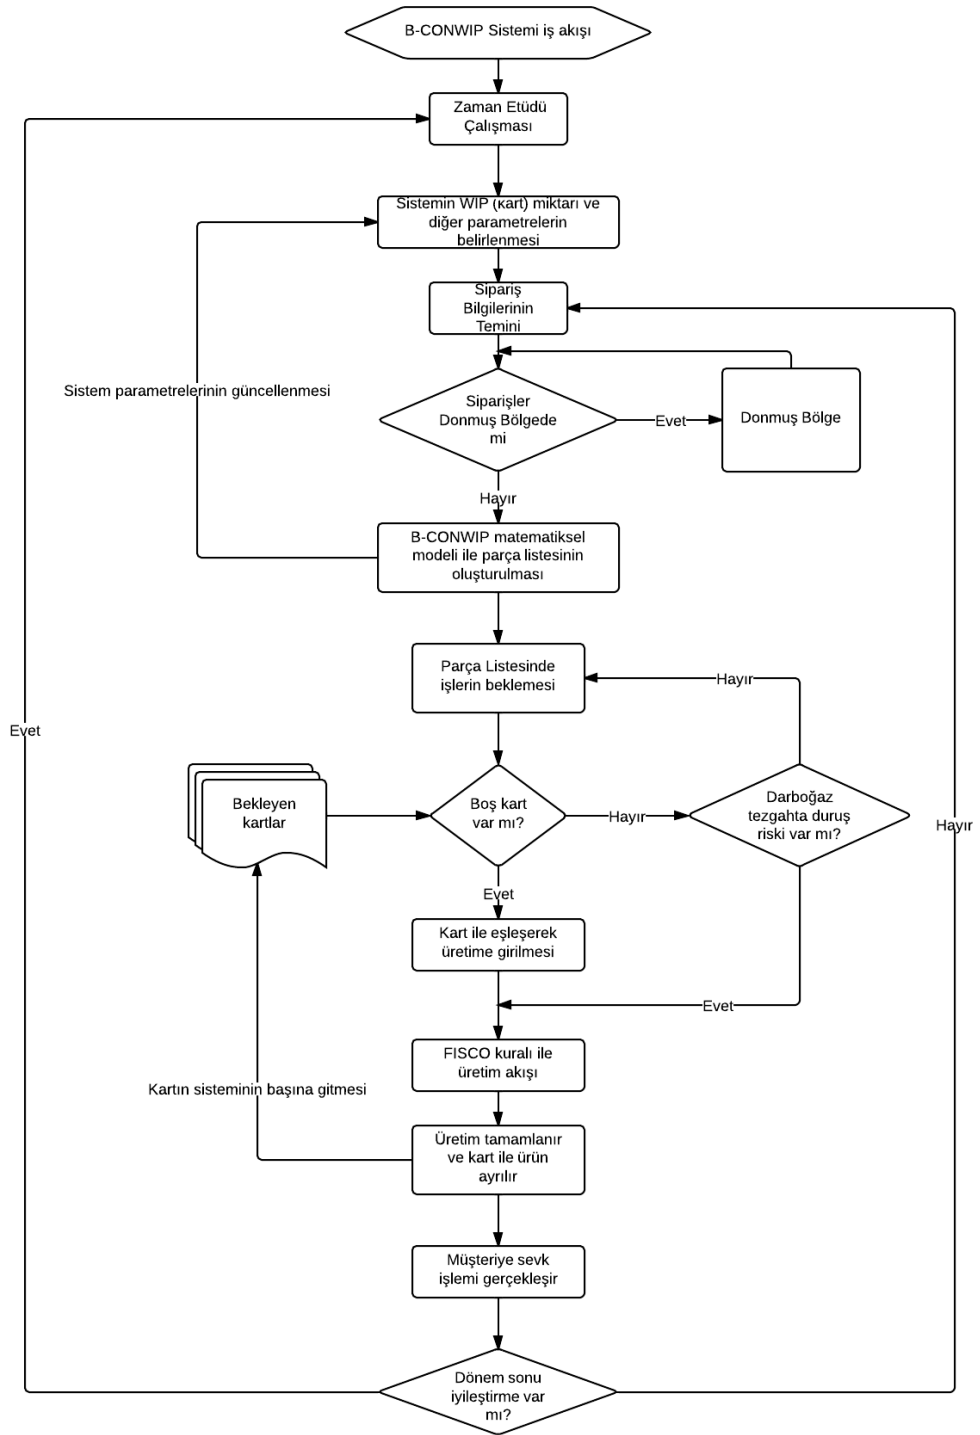 B-CONWIP Sistemi iş akışı
Zaman Etüdü
Çalışması
Sistemin WIP (kart) miktarı ve
diğer parametrelerin
belirlenmesi
Sipariş
Bilgilerinin
Temini
Sistem parametrelerinin güncellenmesi
Siparişler
Donmuş Bölgede
mi
Evet
Donmuş Bölge
Hayır
B-CONWIP matematiksel
modeli ile parça listesinin
oluşturulması
Parça Listesinde
işlerin beklemesi
Hayır
Evet
Bekleyen
kartlar
Boş kart
var mı?
Hayır
Darboğaz
tezgahta duruş
riski var mı?
Hayır
Evet
Kart ile eşleşerek
üretime girilmesi
Evet
FISCO kuralı ile
üretim akışı
Kartın sisteminin başına gitmesi
Üretim tamamlanır
ve kart ile ürün
ayrılır
Müşteriye sevk
işlemi gerçekleşir
Dönem sonu
iyileştirme var
mı?